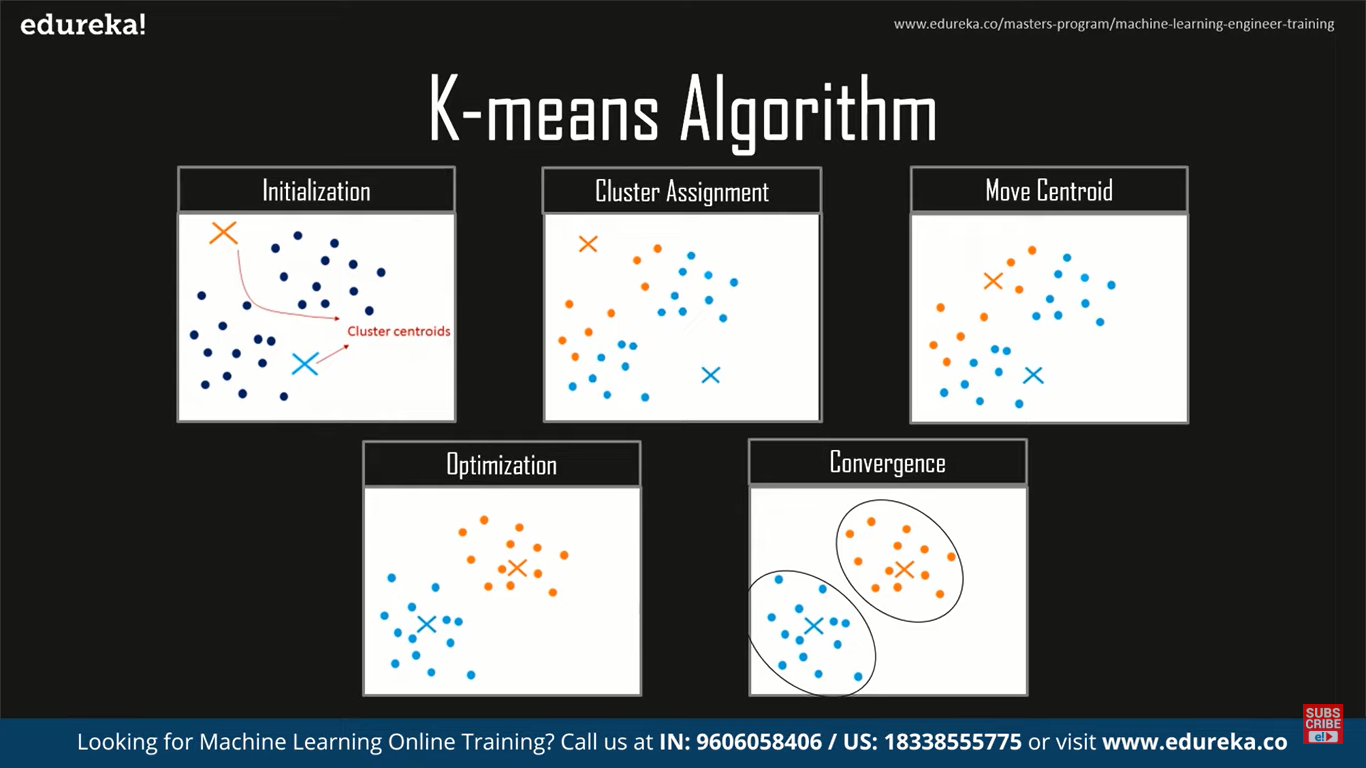 edureka!
www.edureka.co/masters-program/machine-learning-engineer-training
K-means Algorithm
Initialization
Cluster Assignment
Move Centroid
Cluster centroids
Optimization
Convergence
SUBS
CRIBE
e!
Looking for Machine Learning Online Training? Call us at IN: 9606058406 / US: 18338555775 or visit www.edureka.co